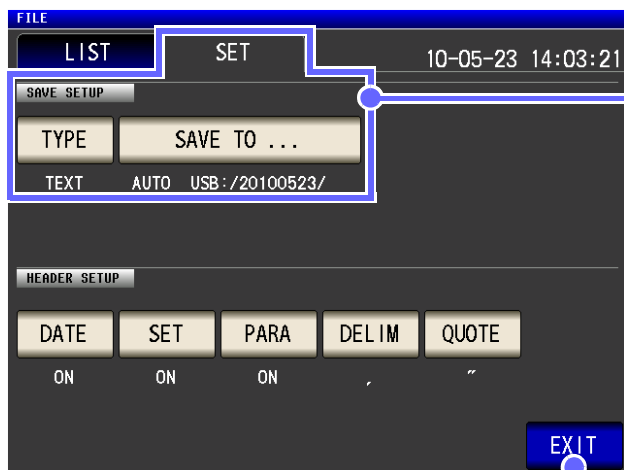 FILE
LIST SET 10-05-23 14:03:21
SAVE SETUP
TYPE SAVE TO ...
TEXT AUTO USB:/20100523/
HEADER SETUP
DATE SET PARA DELIM QUOTE
ON ON ON , "
EXIT